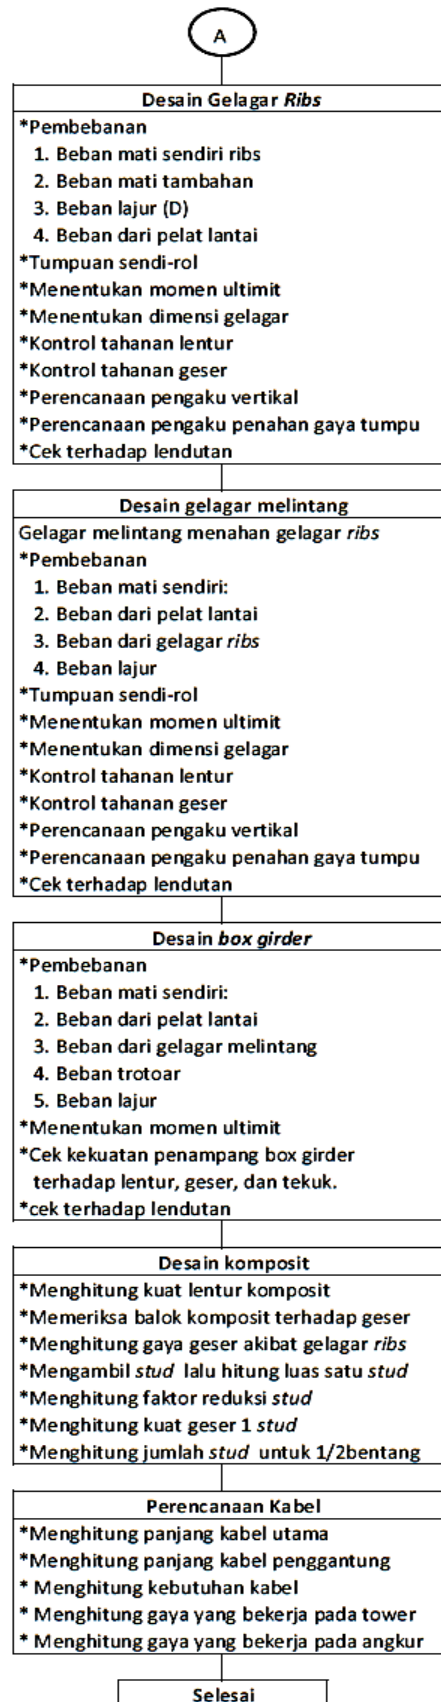 A
Desain Gelagar Ribs
*Pembebanan
1. Beban mati sendiri ribs
2. Beban mati tambahan
3. Beban lajur (D)
4. Beban dari pelat lantai
*Tumpuan sendi-rol
*Menentukan momen ultimit
*Menentukan dimensi gelagar
*Kontrol tahanan lentur
*Kontrol tahanan geser
*Perencanaan pengaku vertikal
*Perencanaan pengaku penahan gaya tumpu
*Cek terhadap lendutan
Desain gelagar melintang
Gelagar melintang menahan gelagar ribs
*Pembebanan
1. Beban mati sendiri:
2. Beban dari pelat lantai
3. Beban dari gelagar ribs
4. Beban lajur
*Tumpuan sendi-rol
*Menentukan momen ultimit
*Menentukan dimensi gelagar
*Kontrol tahanan lentur
*Kontrol tahanan geser
*Perencanaan pengaku vertikal
*Perencanaan pengaku penahan gaya tumpu
*Cek terhadap lendutan
Desain box girder
*Pembebanan
1. Beban mati sendiri:
2. Beban dari pelat lantai
3. Beban dari gelagar melintang
4. Beban trotoar
5. Beban lajur
*Menentukan momen ultimit
*Cek kekuatan penampang box girder
terhadap lentur, geser, dan tekuk.
*cek terhadap lendutan
Desain komposit
*Menghitung kuat lentur komposit
*Memeriksa balok komposit terhadap geser
*Menghitung gaya geser akibat gelagar ribs
*Mengambil stud lalu hitung luas satu stud
*Menghitung faktor reduksi stud
*Menghitung kuat geser 1 stud
*Menghitung jumlah stud untuk 1/2bentang
Perencanaan Kabel
*Menghitung panjang kabel utama
*Menghitung panjang kabel penggantung
* Menghitung kebutuhan kabel
* Menghitung gaya yang bekerja pada tower
* Menghitung gaya yang bekerja pada angkur
Selesai